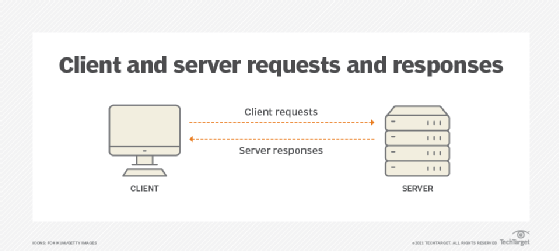 Client and server requests and responses
Client requests
Server responses
CLIENT
SERVER
TechTarget